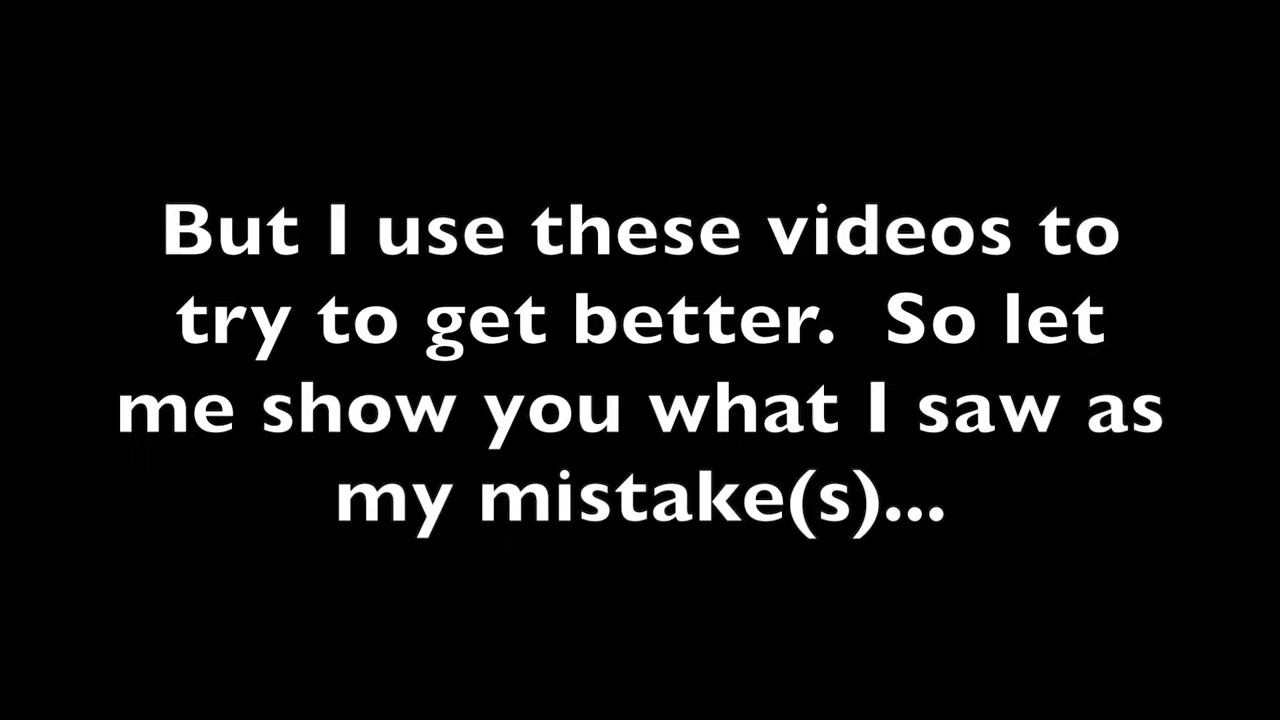 But I use these videos to
try to get better.  So let
me show you what I saw as
my mistake(s)...